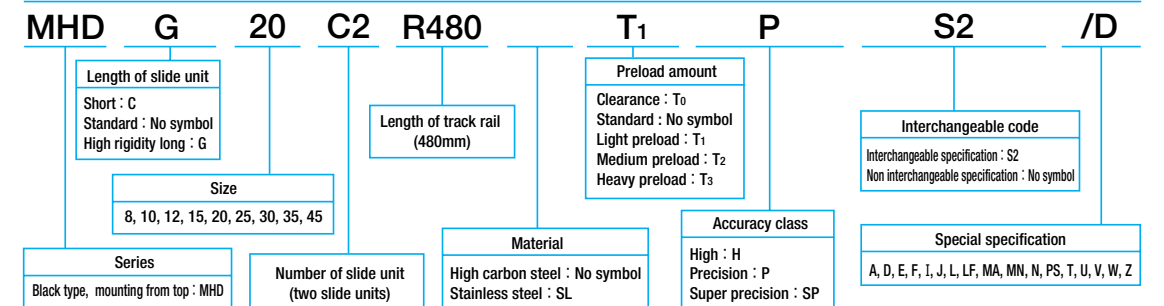 MHD G 20 C2 R480 T₁ P S2 /D
Length of slide unit
Short : C
Standard : No symbol
High rigidity long : G
Size
8, 10, 12, 15, 20, 25, 30, 35, 45
Series
Black type, mounting from top : MHD
Number of slide unit
(two slide units)
Length of track rail
(480mm)
Material
High carbon steel : No symbol
Stainless steel : SL
Preload amount
Clearance : T₀
Standard : No symbol
Light preload : T₁
Medium preload : T₂
Heavy preload : T₃
Accuracy class
High : H
Precision : P
Super precision : SP
Interchangeable code
Interchangeable specification : S2
Non interchangeable specification : No symbol
Special specification
A, D, E, F, I, J, L, LF, MA, MN, N, PS, T, U, V, W, Z